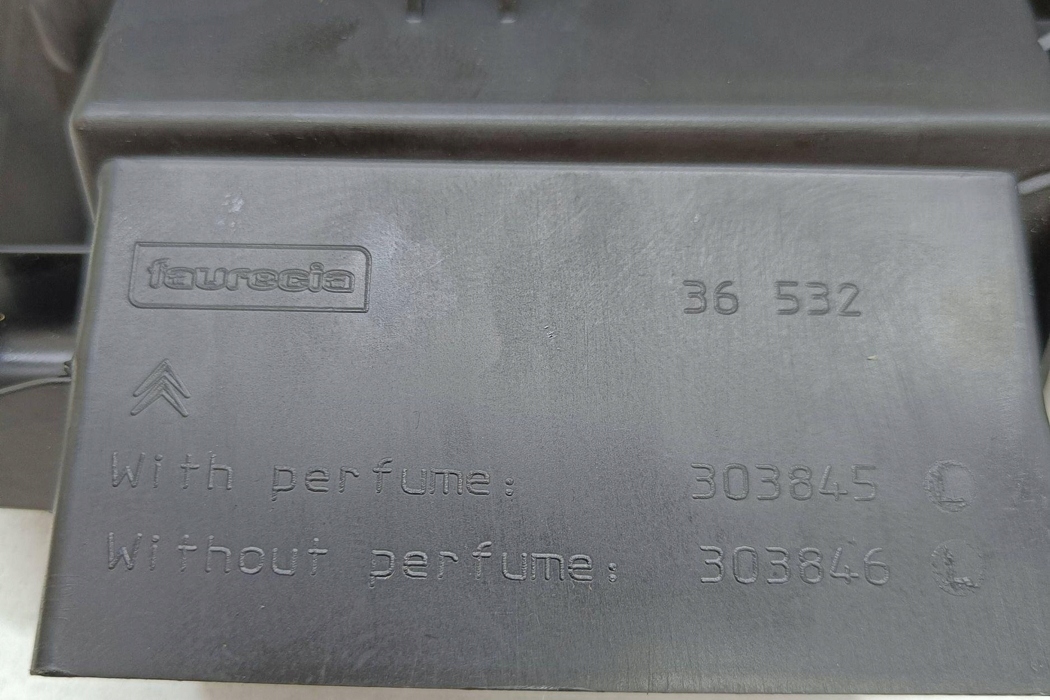 faurecia
36 532
With perfume: 303845 L
Without perfume: 303846 L